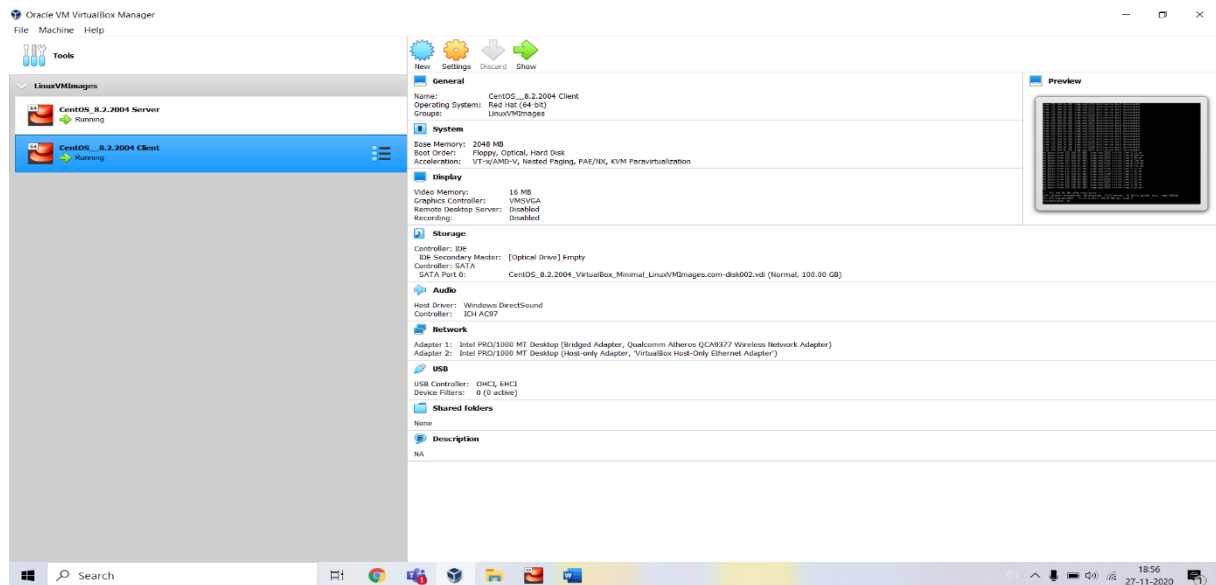 Oracle VM VirtualBox Manager
File Machine Help
Tools
New Settings Discard Show
LinuxVMImages
64 CentOS_8.2.2004 Server
Running
64 CentOS__8.2.2004 Client
Running
General
Name: CentOS__8.2.2004 Client
Operating System: Red Hat (64-bit)
Groups: LinuxVMImages
System
Base Memory: 2048 MB
Boot Order: Floppy, Optical, Hard Disk
Acceleration: VT-x/AMD-V, Nested Paging, PAE/NX, KVM Paravirtualization
Display
Video Memory: 16 MB
Graphics Controller: VMSVGA
Remote Desktop Server: Disabled
Recording: Disabled
Storage
Controller: IDE
IDE Secondary Master: [Optical Drive] Empty
Controller: SATA
SATA Port 0: CentOS_8.2.2004_VirtualBox_Minimal_LinuxVMImages.com-disk002.vdi (Normal, 100.00 GB)
Audio
Host Driver: Windows DirectSound
Controller: ICH AC97
Network
Adapter 1: Intel PRO/1000 MT Desktop (Bridged Adapter, Qualcomm Atheros QCA9377 Wireless Network Adapter)
Adapter 2: Intel PRO/1000 MT Desktop (Host-only Adapter, 'VirtualBox Host-Only Ethernet Adapter')
USB
USB Controller: OHCI, EHCI
Device Filters: 0 (0 active)
Shared folders
None
Description
NA
Preview
Search
18:56
27-11-2020